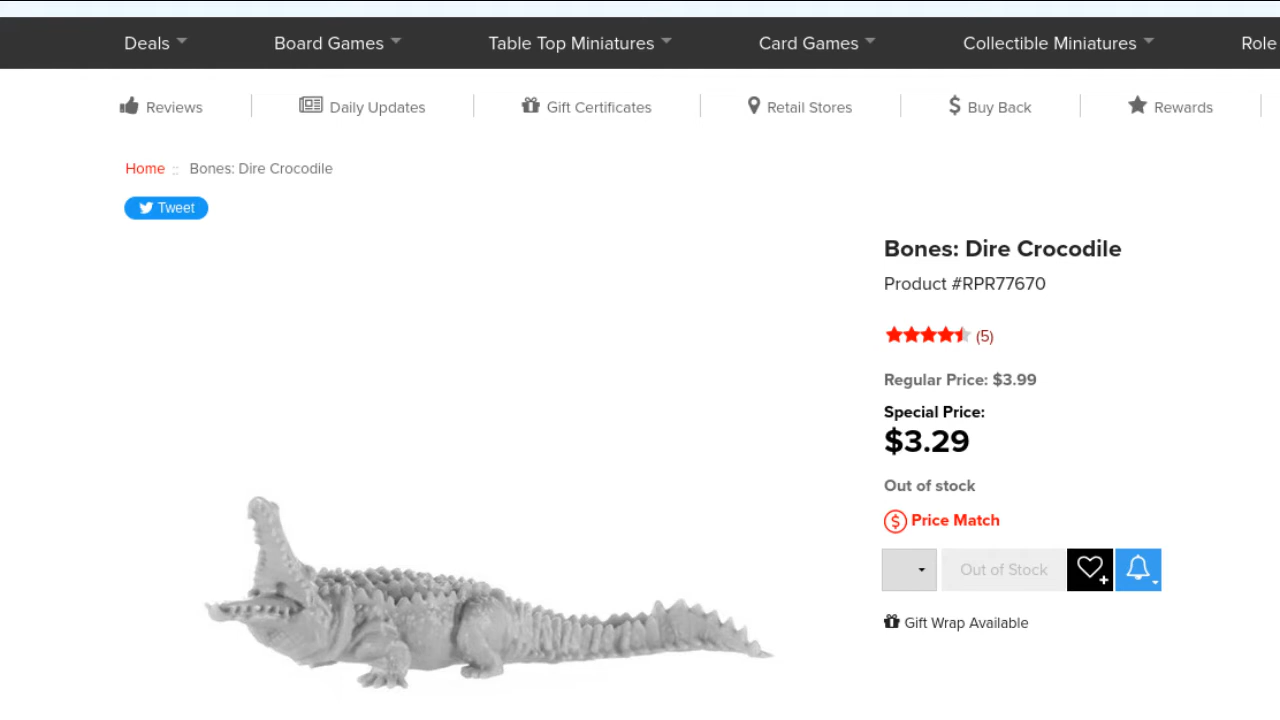 Deals Board Games Table Top Miniatures Card Games Collectible Miniatures Role
Reviews Daily Updates Gift Certificates Retail Stores Buy Back Rewards
Home :: Bones: Dire Crocodile
Tweet
Bones: Dire Crocodile
Product #RPR77670
(5)
Regular Price: $3.99
Special Price:
$3.29
Out of stock
Price Match
Out of Stock
Gift Wrap Available